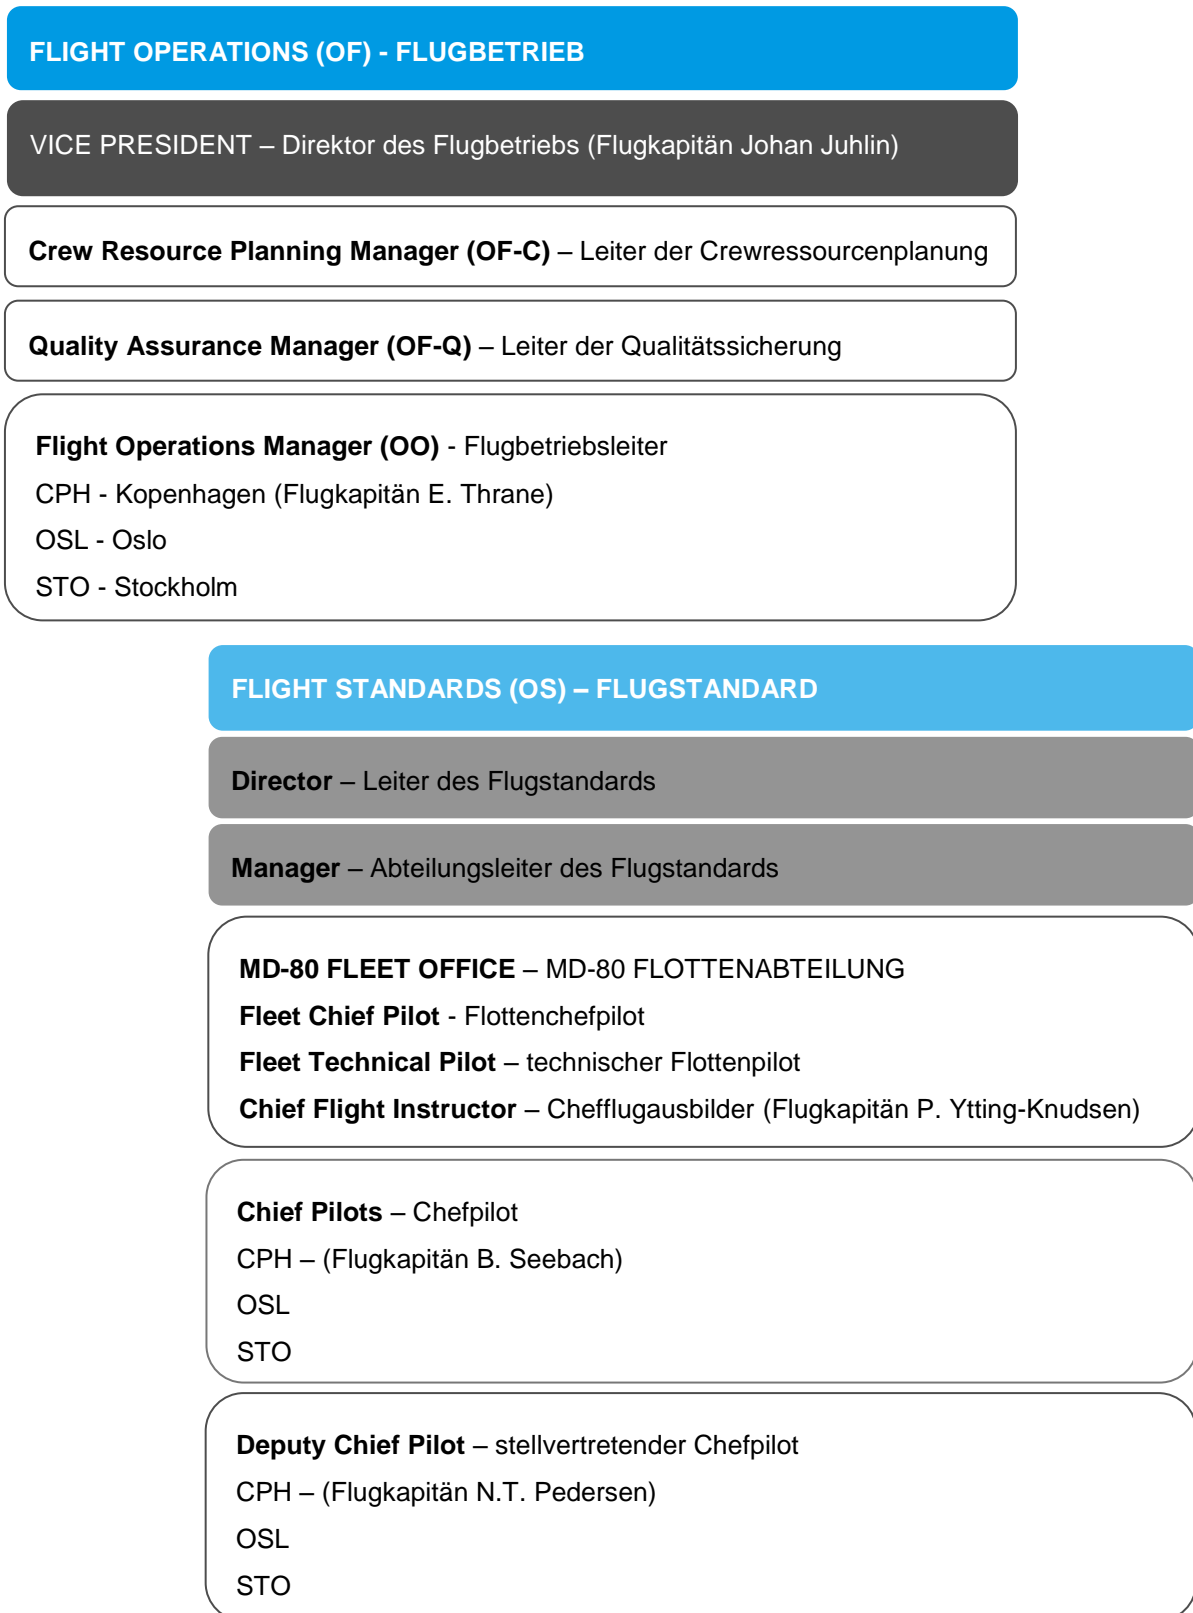 FLIGHT OPERATIONS (OF) - FLUGBETRIEB
VICE PRESIDENT – Direktor des Flugbetriebs (Flugkapitän Johan Juhlin)
Crew Resource Planning Manager (OF-C) – Leiter der Crewressourcenplanung
Quality Assurance Manager (OF-Q) – Leiter der Qualitätssicherung
Flight Operations Manager (OO) - Flugbetriebsleiter
CPH - Kopenhagen (Flugkapitän E. Thrane)
OSL - Oslo
STO - Stockholm
FLIGHT STANDARDS (OS) – FLUGSTANDARD
Director – Leiter des Flugstandards
Manager – Abteilungsleiter des Flugstandards
MD-80 FLEET OFFICE – MD-80 FLOTTENABTEILUNG
Fleet Chief Pilot - Flottenchefpilot
Fleet Technical Pilot – technischer Flottenpilot
Chief Flight Instructor – Chefflugausbilder (Flugkapitän P. Ytting-Knudsen)
Chief Pilots – Chefpilot
CPH – (Flugkapitän B. Seebach)
OSL
STO
Deputy Chief Pilot – stellvertretender Chefpilot
CPH – (Flugkapitän N.T. Pedersen)
OSL
STO